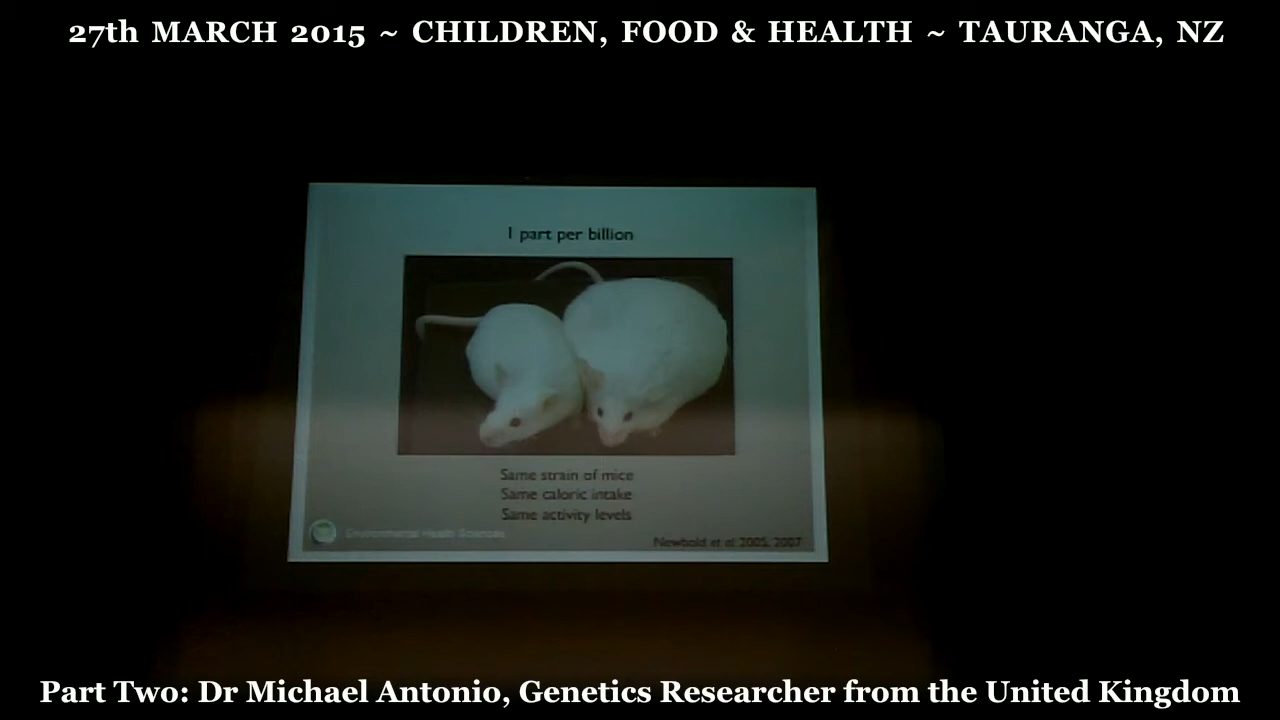 27th MARCH 2015 ~ CHILDREN, FOOD & HEALTH ~ TAURANGA, NZ
1 part per billion
Same strain of mice
Same caloric intake
Same activity levels
Environmental Health Sciences
Newbold et al 2005, 2007
Part Two: Dr Michael Antonio, Genetics Researcher from the United Kingdom